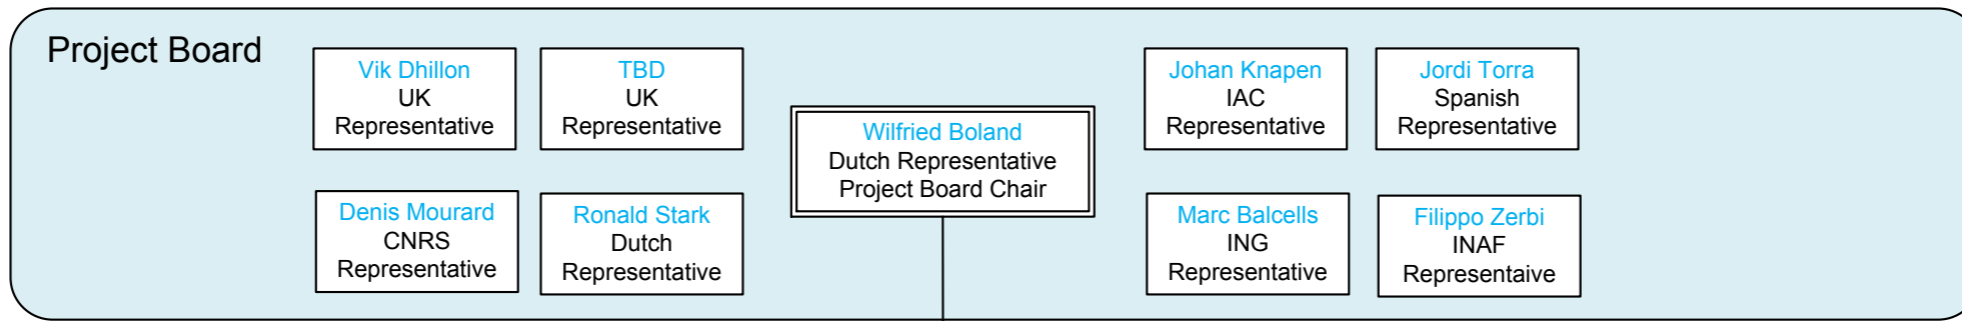 Project Board
Vik Dhillon
UK
Representative
TBD
UK
Representative
Denis Mourard
CNRS
Representative
Ronald Stark
Dutch
Representative
Wilfried Boland
Dutch Representative
Project Board Chair
Johan Knapen
IAC
Representative
Jordi Torra
Spanish
Representative
Marc Balcells
ING
Representative
Filippo Zerbi
INAF
Representaive